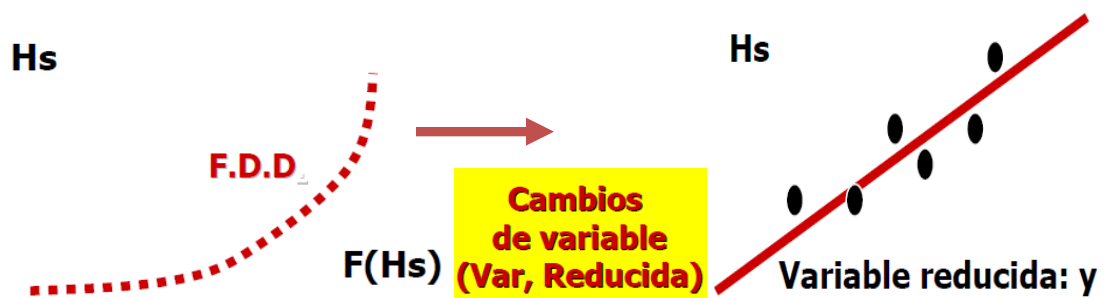 Hs
F.D.D
F(Hs)
Cambios
de variable
(Var, Reducida)
Hs
Variable reducida: y